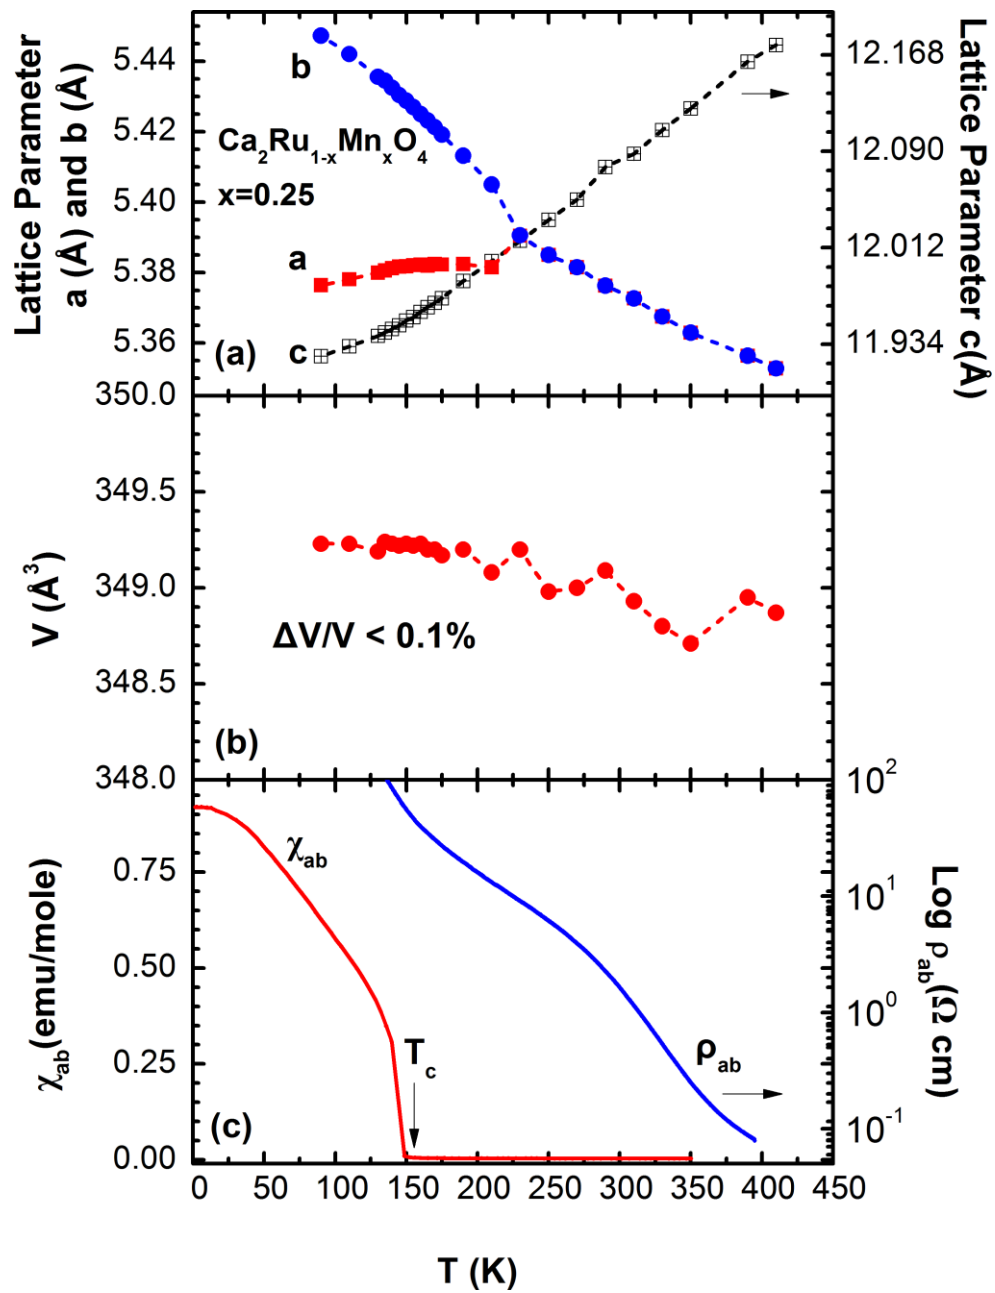 Lattice Parameter
a (Å) and b (Å)
5.44
5.42
5.40
5.38
5.36
b
Ca₂Ru₁₋ₓMnₓO₄
x=0.25
a
c
(a)
12.168
12.090
12.012
11.934
Lattice Parameter c(Å)
V (Å³)
350.0
349.5
349.0
348.5
348.0
ΔV/V < 0.1%
(b)
χab(emu/mole)
0.75
0.50
0.25
0.00
χab
Tc
ρab
(c)
10²
10¹
10⁰
10⁻¹
Log ρab(Ω cm)
0 50 100 150 200 250 300 350 400 450
T (K)